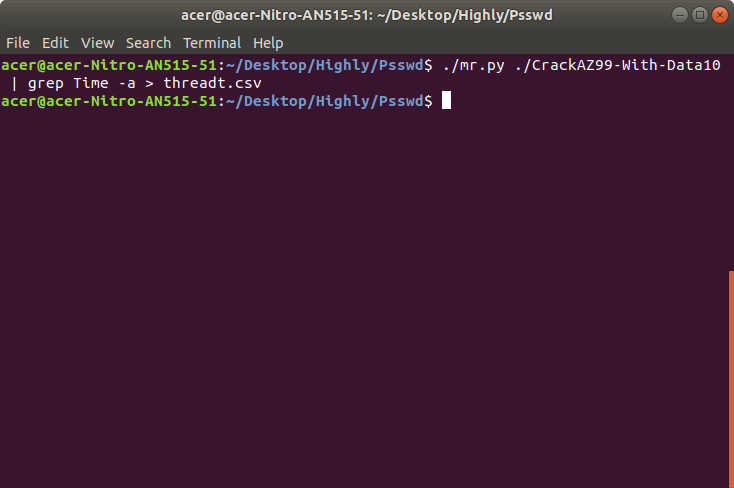 acer@acer-Nitro-AN515-51: ~/Desktop/Highly/Psswd
File Edit View Search Terminal Help
acer@acer-Nitro-AN515-51:~/Desktop/Highly/Psswd$ ./mr.py ./CrackAZ99-With-Data10
| grep Time -a > threadt.csv
acer@acer-Nitro-AN515-51:~/Desktop/Highly/Psswd$